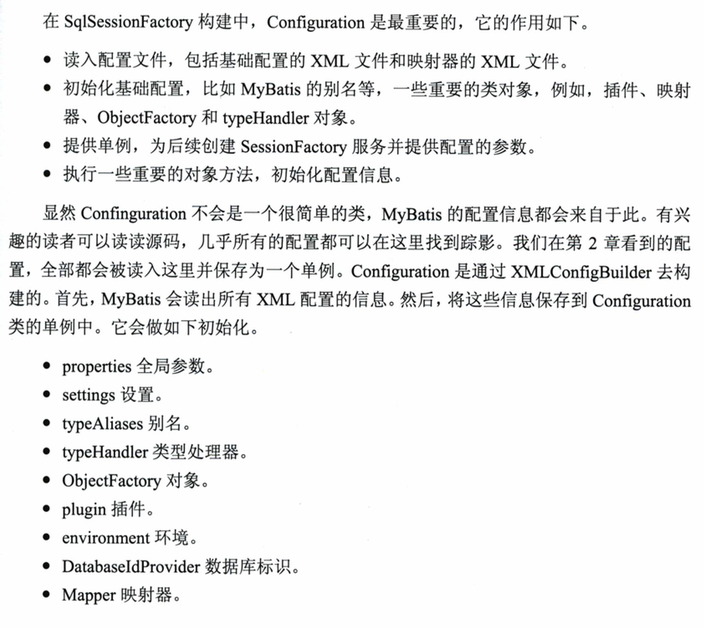 在 SqlSessionFactory 构建中，Configuration 是最重要的，它的作用如下。
● 读入配置文件，包括基础配置的 XML 文件和映射器的 XML 文件。
● 初始化基础配置，比如 MyBatis 的别名等，一些重要的类对象，例如，插件、映射
器、ObjectFactory 和 typeHandler 对象。
● 提供单例，为后续创建 SessionFactory 服务并提供配置的参数。
● 执行一些重要的对象方法，初始化配置信息。
显然 Confinguration 不会是一个很简单的类，MyBatis 的配置信息都会来自于此。有兴
趣的读者可以读读源码，几乎所有的配置都可以在这里找到踪影。我们在第 2 章看到的配
置，全部都会被读入这里并保存为一个单例。Configuration 是通过 XMLConfigBuilder 去构
建的。首先，MyBatis 会读出所有 XML 配置的信息。然后，将这些信息保存到 Configuration
类的单例中。它会做如下初始化。
● properties 全局参数。
● settings 设置。
● typeAliases 别名。
● typeHandler 类型处理器。
● ObjectFactory 对象。
● plugin 插件。
● environment 环境。
● DatabaseIdProvider 数据库标识。
● Mapper 映射器。